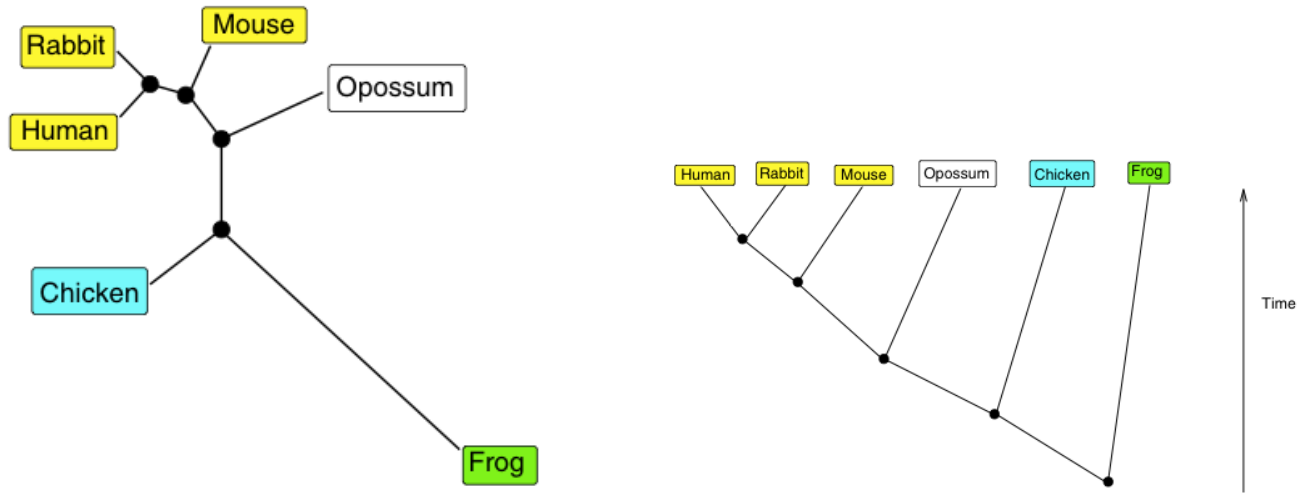 Mouse
Rabbit
Opossum
Human
Chicken
Frog
Human
Rabbit
Mouse
Opossum
Chicken
Frog
Time